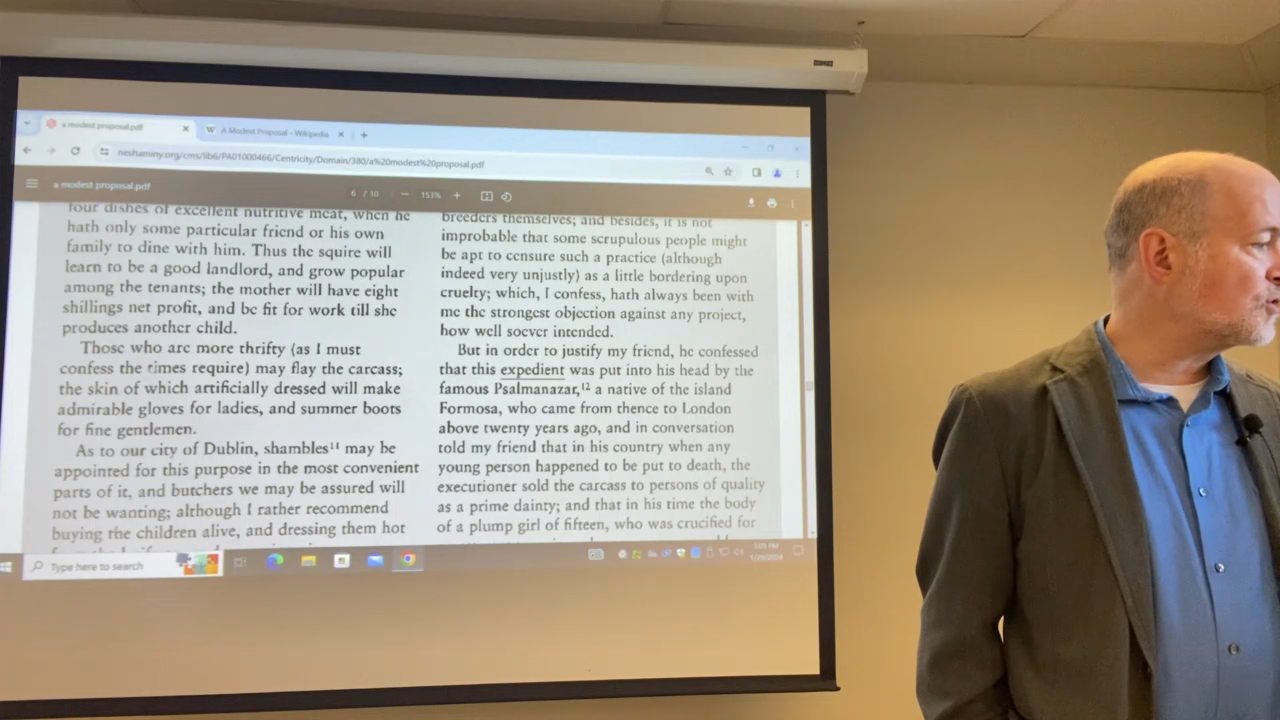 a modest proposal.pdf
A Modest Proposal - Wikipedia
neshaminy.org/cms/lib6/PA01000466/Centricity/Domain/380/a%20modest%20proposal.pdf
a modest proposal.pdf
6 / 10
153%
four dishes of excellent nutritive meat, when he
hath only some particular friend or his own
family to dine with him. Thus the squire will
learn to be a good landlord, and grow popular
among the tenants; the mother will have eight
shillings net profit, and be fit for work till she
produces another child.
Those who are more thrifty (as I must
confess the times require) may flay the carcass;
the skin of which artificially dressed will make
admirable gloves for ladies, and summer boots
for fine gentlemen.
As to our city of Dublin, shambles¹¹ may be
appointed for this purpose in the most convenient
parts of it, and butchers we may be assured will
not be wanting; although I rather recommend
buying the children alive, and dressing them hot
breeders themselves; and besides, it is not
improbable that some scrupulous people might
be apt to censure such a practice (although
indeed very unjustly) as a little bordering upon
cruelty; which, I confess, hath always been with
me the strongest objection against any project,
how well soever intended.
But in order to justify my friend, he confessed
that this expedient was put into his head by the
famous Psalmanazar,¹² a native of the island
Formosa, who came from thence to London
above twenty years ago, and in conversation
told my friend that in his country when any
young person happened to be put to death, the
executioner sold the carcass to persons of quality
as a prime dainty; and that in his time the body
of a plump girl of fifteen, who was crucified for
Type here to search